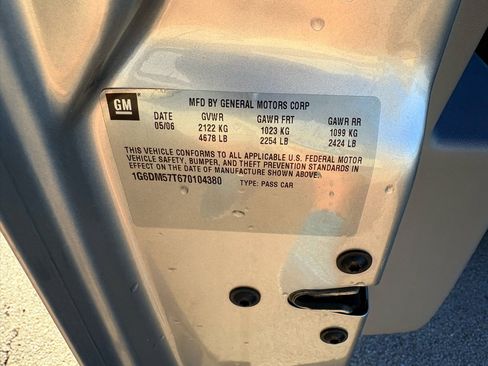 GM
MFD BY GENERAL MOTORS CORP
DATE GVWR GAWR FRT GAWR RR
05/06 2122 KG 1023 KG 1099 KG
4678 LB 2254 LB 2424 LB
THIS VEHICLE CONFORMS TO ALL APPLICABLE U.S. FEDERAL MOTOR
VEHICLE SAFETY, BUMPER, AND THEFT PREVENTION STANDARDS IN
EFFECT ON THE DATE OF MANUFACTURE SHOWN ABOVE.
1G6DM57T670104380 TYPE: PASS CAR